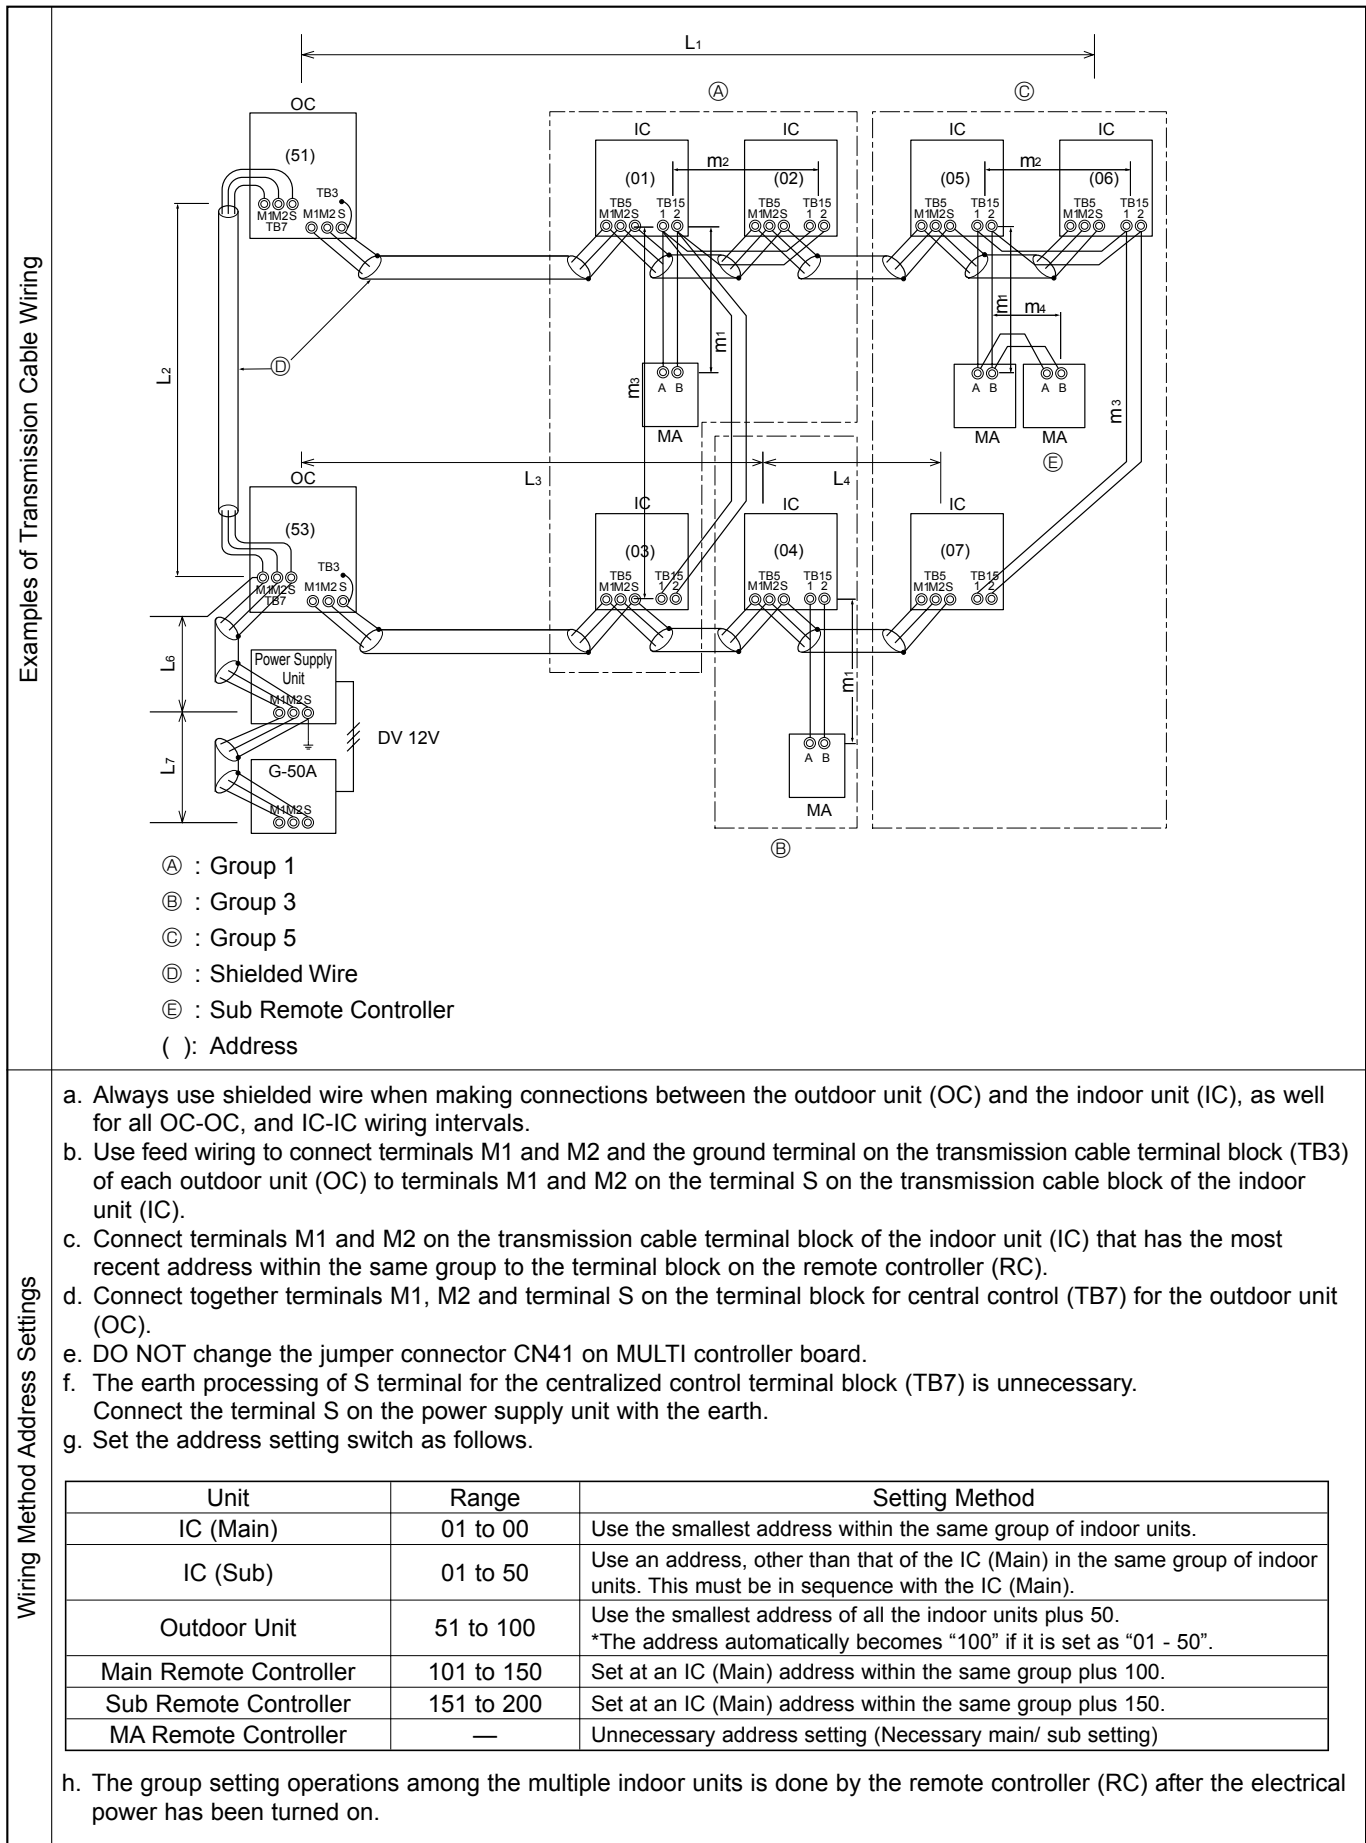 Examples of Transmission Cable Wiring
L1
Ⓐ
Ⓒ
OC
(51)
TB3
M1M2S
TB7
M1M2 S
IC
(01)
TB5
M1M2S
TB15
1 2
m2
IC
(02)
TB5
M1M2S
TB15
1 2
IC
(05)
TB5
M1M2S
TB15
1 2
m2
IC
(06)
TB5
M1M2S
TB15
1 2
L2
Ⓓ
m3
m1
A B
MA
m1
m4
A B
MA
A B
MA
Ⓔ
m3
L3
L4
OC
(53)
TB3
M1M2S
TB7
M1M2 S
IC
(03)
TB5
M1M2S
TB15
1 2
IC
(04)
TB5
M1M2S
TB15
1 2
IC
(07)
TB5
M1M2S
TB15
1 2
L6
Power Supply
Unit
M1M2S
DV 12V
L7
G-50A
M1M2S
m1
A B
MA
Ⓑ
Ⓐ : Group 1
Ⓑ : Group 3
Ⓒ : Group 5
Ⓓ : Shielded Wire
Ⓔ : Sub Remote Controller
( ): Address
Wiring Method Address Settings
a. Always use shielded wire when making connections between the outdoor unit (OC) and the indoor unit (IC), as well
for all OC-OC, and IC-IC wiring intervals.
b. Use feed wiring to connect terminals M1 and M2 and the ground terminal on the transmission cable terminal block (TB3)
of each outdoor unit (OC) to terminals M1 and M2 on the terminal S on the transmission cable block of the indoor
unit (IC).
c. Connect terminals M1 and M2 on the transmission cable terminal block of the indoor unit (IC) that has the most
recent address within the same group to the terminal block on the remote controller (RC).
d. Connect together terminals M1, M2 and terminal S on the terminal block for central control (TB7) for the outdoor unit
(OC).
e. DO NOT change the jumper connector CN41 on MULTI controller board.
f. The earth processing of S terminal for the centralized control terminal block (TB7) is unnecessary.
Connect the terminal S on the power supply unit with the earth.
g. Set the address setting switch as follows.
Unit Range Setting Method
IC (Main) 01 to 00 Use the smallest address within the same group of indoor units.
IC (Sub) 01 to 50 Use an address, other than that of the IC (Main) in the same group of indoor
units. This must be in sequence with the IC (Main).
Outdoor Unit 51 to 100 Use the smallest address of all the indoor units plus 50.
*The address automatically becomes “100” if it is set as “01 - 50”.
Main Remote Controller 101 to 150 Set at an IC (Main) address within the same group plus 100.
Sub Remote Controller 151 to 200 Set at an IC (Main) address within the same group plus 150.
MA Remote Controller — Unnecessary address setting (Necessary main/ sub setting)
h. The group setting operations among the multiple indoor units is done by the remote controller (RC) after the electrical
power has been turned on.